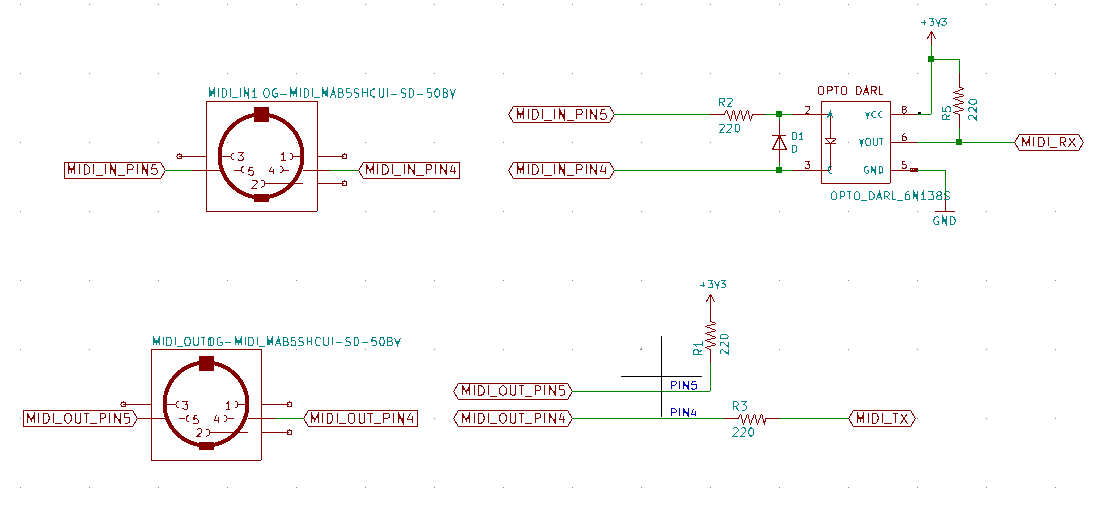 +3V3
MIDI_IN1 OG-MIDI_MAB5SHCUI-SD-50BV
OPTO DARL
MIDI_IN_PIN5
R2
220
2
A
VCC
8
R5
220
3
1
D1
D
VOUT
6
MIDI_RX
MIDI_IN_PIN5
5
4
MIDI_IN_PIN4
MIDI_IN_PIN4
3
C
GND
5
2
OPTO_DARL_6N138S
GND
+3V3
MIDI_OUT1 OG-MIDI_MAB5SHCUI-SD-50BV
R1
220
MIDI_OUT_PIN5
PIN5
3
1
MIDI_OUT_PIN5
5
4
MIDI_OUT_PIN4
MIDI_OUT_PIN4
PIN4
R3
220
MIDI_TX
2